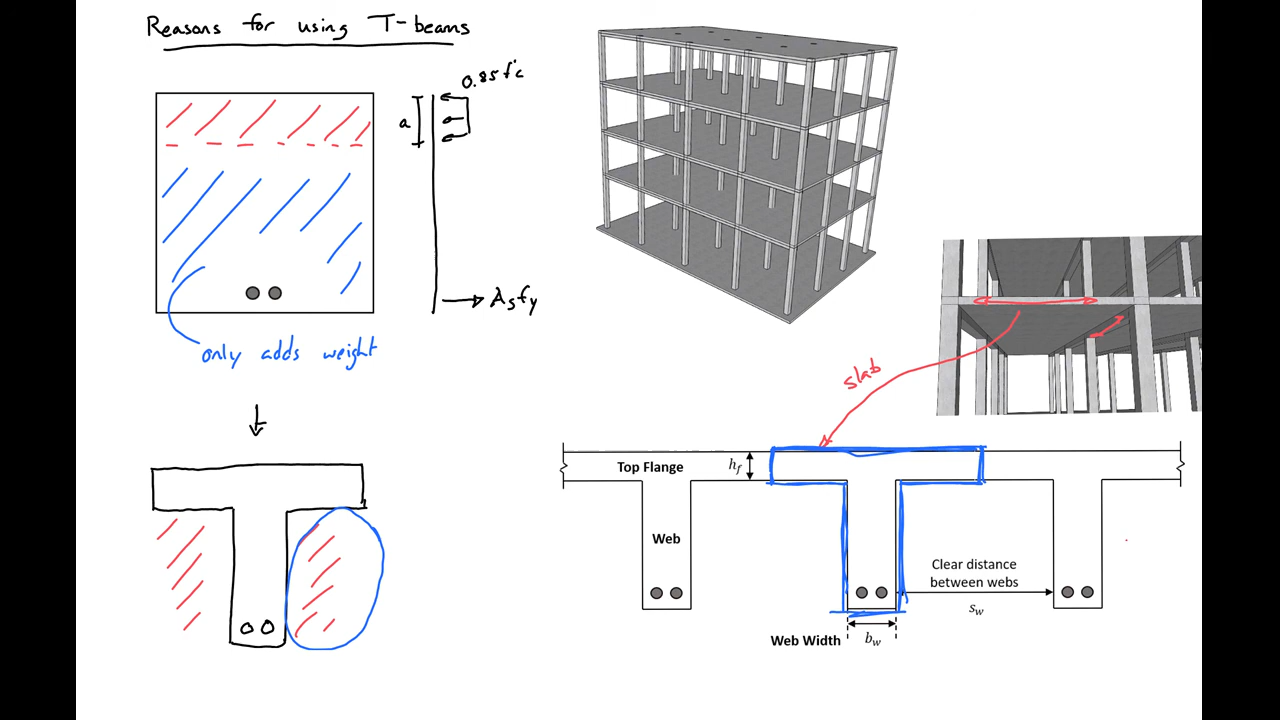 Reasons for using T-beams
0.85f'c
a
Asfy
only adds weight
slab
Top Flange
hf
Web
Clear distance
between webs
sw
Web Width
bw